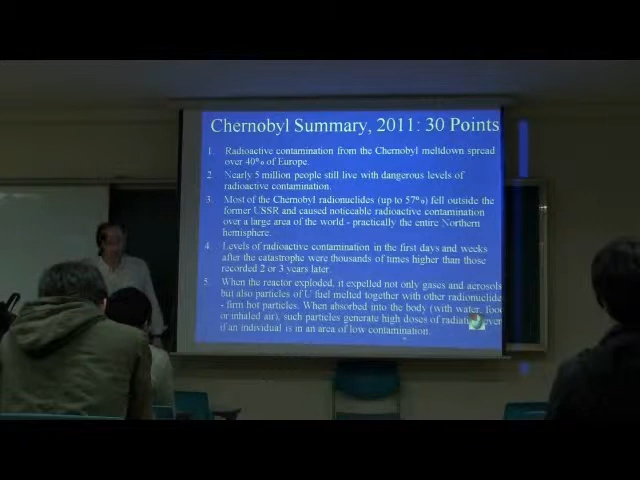 Chernobyl Summary, 2011: 30 Points
1. Radioactive contamination from the Chernobyl meltdown spread
over 40% of Europe.
2. Nearly 5 million people still live with dangerous levels of
radioactive contamination.
3. Most of the Chernobyl radionuclides (up to 57%) fell outside the
former USSR and caused noticeable radioactive contamination
over a large area of the world - practically the entire Northern
hemisphere.
4. Levels of radioactive contamination in the first days and weeks
after the catastrophe were thousands of times higher than those
recorded 2 or 3 years later.
5. When the reactor exploded, it expelled not only gases and aerosols
but also particles of U fuel melted together with other radionuclide
- firm hot particles. When absorbed into the body (with water, food
or inhaled air), such particles generate high doses of radiation even
if an individual is in an area of low contamination.